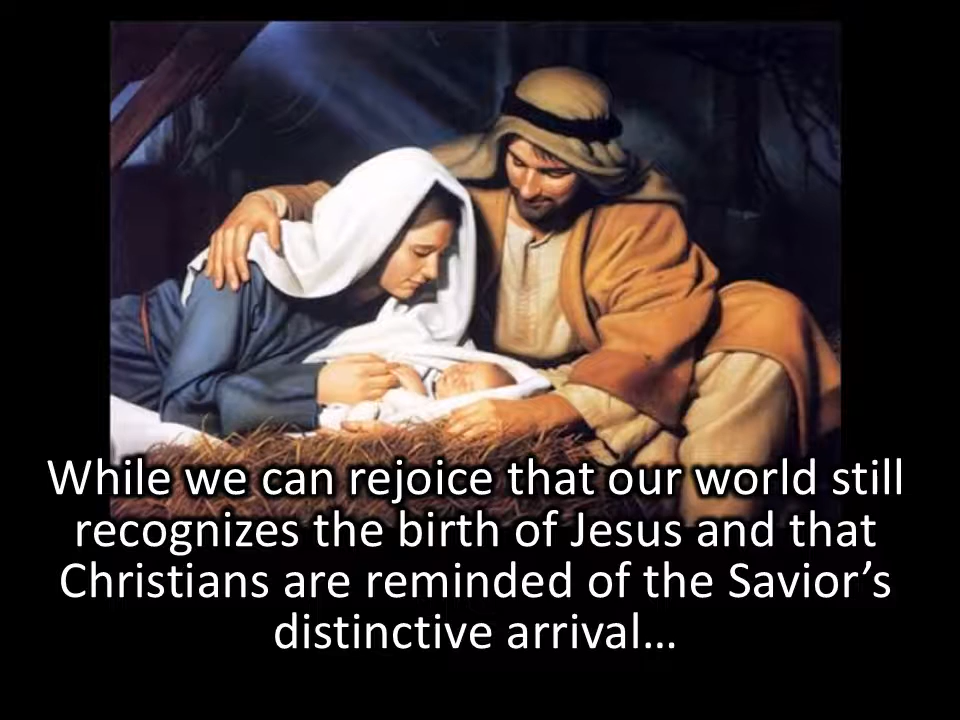 While we can rejoice that our world still
recognizes the birth of Jesus and that
Christians are reminded of the Savior’s
distinctive arrival…